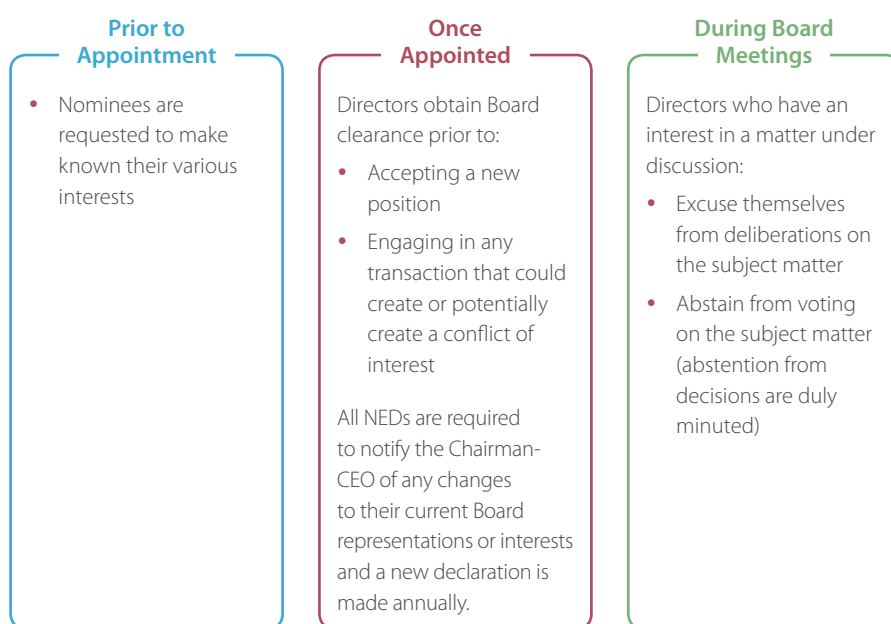 Prior to
Appointment
• Nominees are
requested to make
known their various
interests
Once
Appointed
Directors obtain Board
clearance prior to:
• Accepting a new
position
• Engaging in any
transaction that could
create or potentially
create a conflict of
interest
All NEDs are required
to notify the Chairman-
CEO of any changes
to their current Board
representations or interests
and a new declaration is
made annually.
During Board
Meetings
Directors who have an
interest in a matter under
discussion:
• Excuse themselves
from deliberations on
the subject matter
• Abstain from voting
on the subject matter
(abstention from
decisions are duly
minuted)